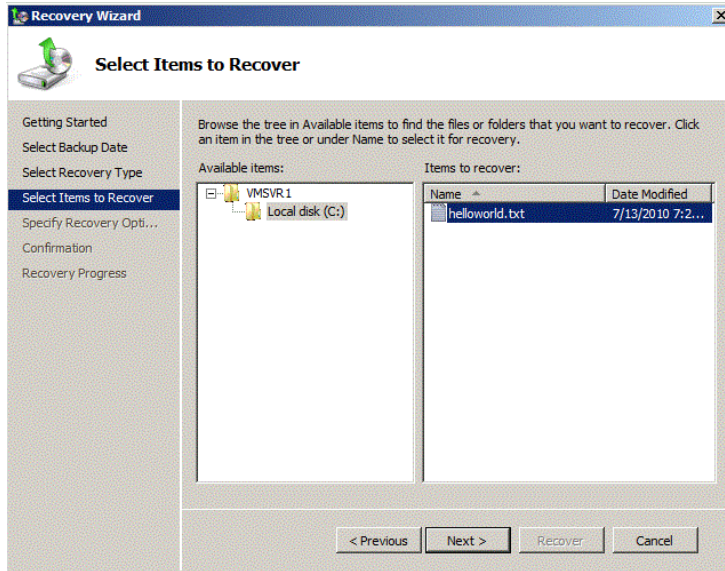 Recovery Wizard
Select Items to Recover
Getting Started
Select Backup Date
Select Recovery Type
Select Items to Recover
Specify Recovery Opti...
Confirmation
Recovery Progress
Browse the tree in Available items to find the files or folders that you want to recover. Click
an item in the tree or under Name to select it for recovery.
Available items:
VMSVR1
Local disk (C:)
Items to recover:
Name Date Modified
helloworld.txt 7/13/2010 7:2...
< Previous Next > Recover Cancel